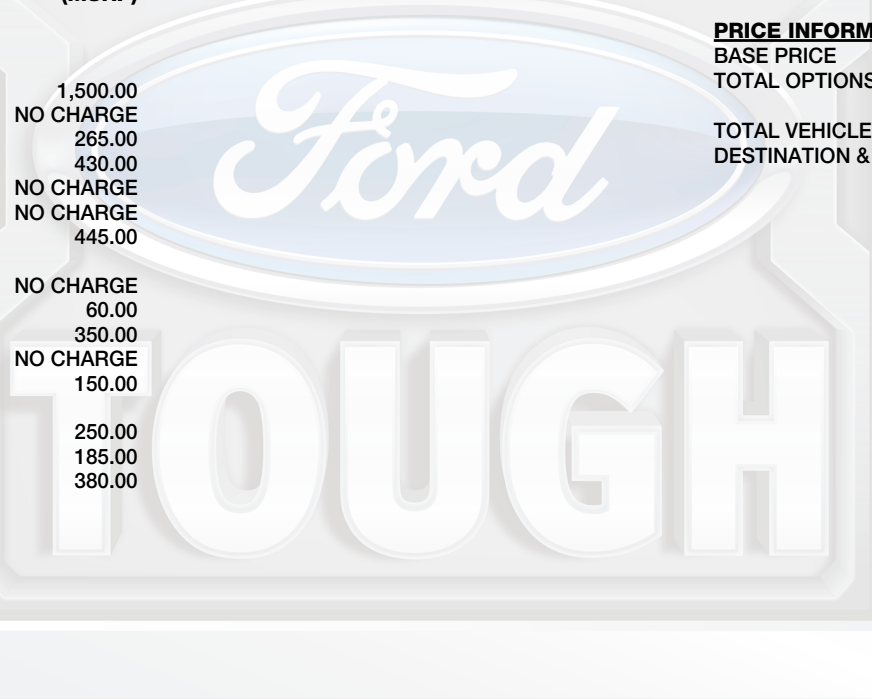 1,500.00
NO CHARGE
265.00
430.00
NO CHARGE
NO CHARGE
445.00
NO CHARGE
60.00
350.00
NO CHARGE
150.00
250.00
185.00
380.00
PRICE INFORM
BASE PRICE
TOTAL OPTIONS
TOTAL VEHICLE
DESTINATION &
Ford
TOUGH